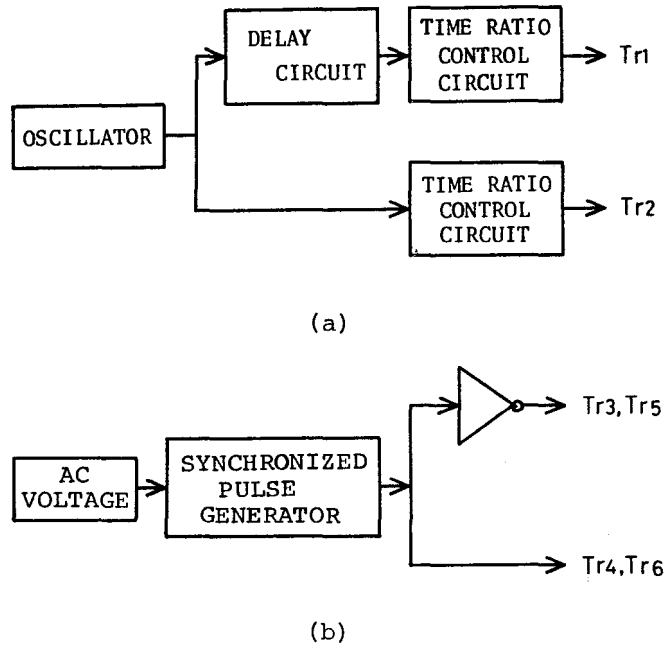 DELAY
CIRCUIT
TIME RATIO
CONTROL
CIRCUIT
Tr1
OSCILLATOR
TIME RATIO
CONTROL
CIRCUIT
Tr2
(a)
Tr3,Tr5
AC
VOLTAGE
SYNCHRONIZED
PULSE
GENERATOR
Tr4,Tr6
(b)